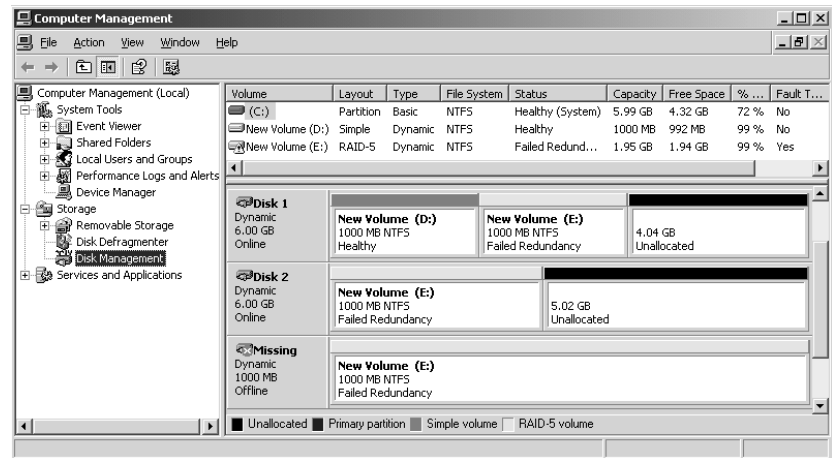 Computer Management
File Action View Window Help
Computer Management (Local)
System Tools
Event Viewer
Shared Folders
Local Users and Groups
Performance Logs and Alerts
Device Manager
Storage
Removable Storage
Disk Defragmenter
Disk Management
Services and Applications
Volume Layout Type File System Status Capacity Free Space % ... Fault T...
(C:) Partition Basic NTFS Healthy (System) 5.99 GB 4.32 GB 72 % No
New Volume (D:) Simple Dynamic NTFS Healthy 1000 MB 992 MB 99 % No
New Volume (E:) RAID-5 Dynamic NTFS Failed Redund... 1.95 GB 1.94 GB 99 % Yes
Disk 1
Dynamic
6.00 GB
Online
New Volume (D:)
1000 MB NTFS
Healthy
New Volume (E:)
1000 MB NTFS
Failed Redundancy
4.04 GB
Unallocated
Disk 2
Dynamic
6.00 GB
Online
New Volume (E:)
1000 MB NTFS
Failed Redundancy
5.02 GB
Unallocated
Missing
Dynamic
1000 MB
Offline
New Volume (E:)
1000 MB NTFS
Failed Redundancy
Unallocated Primary partition Simple volume RAID-5 volume